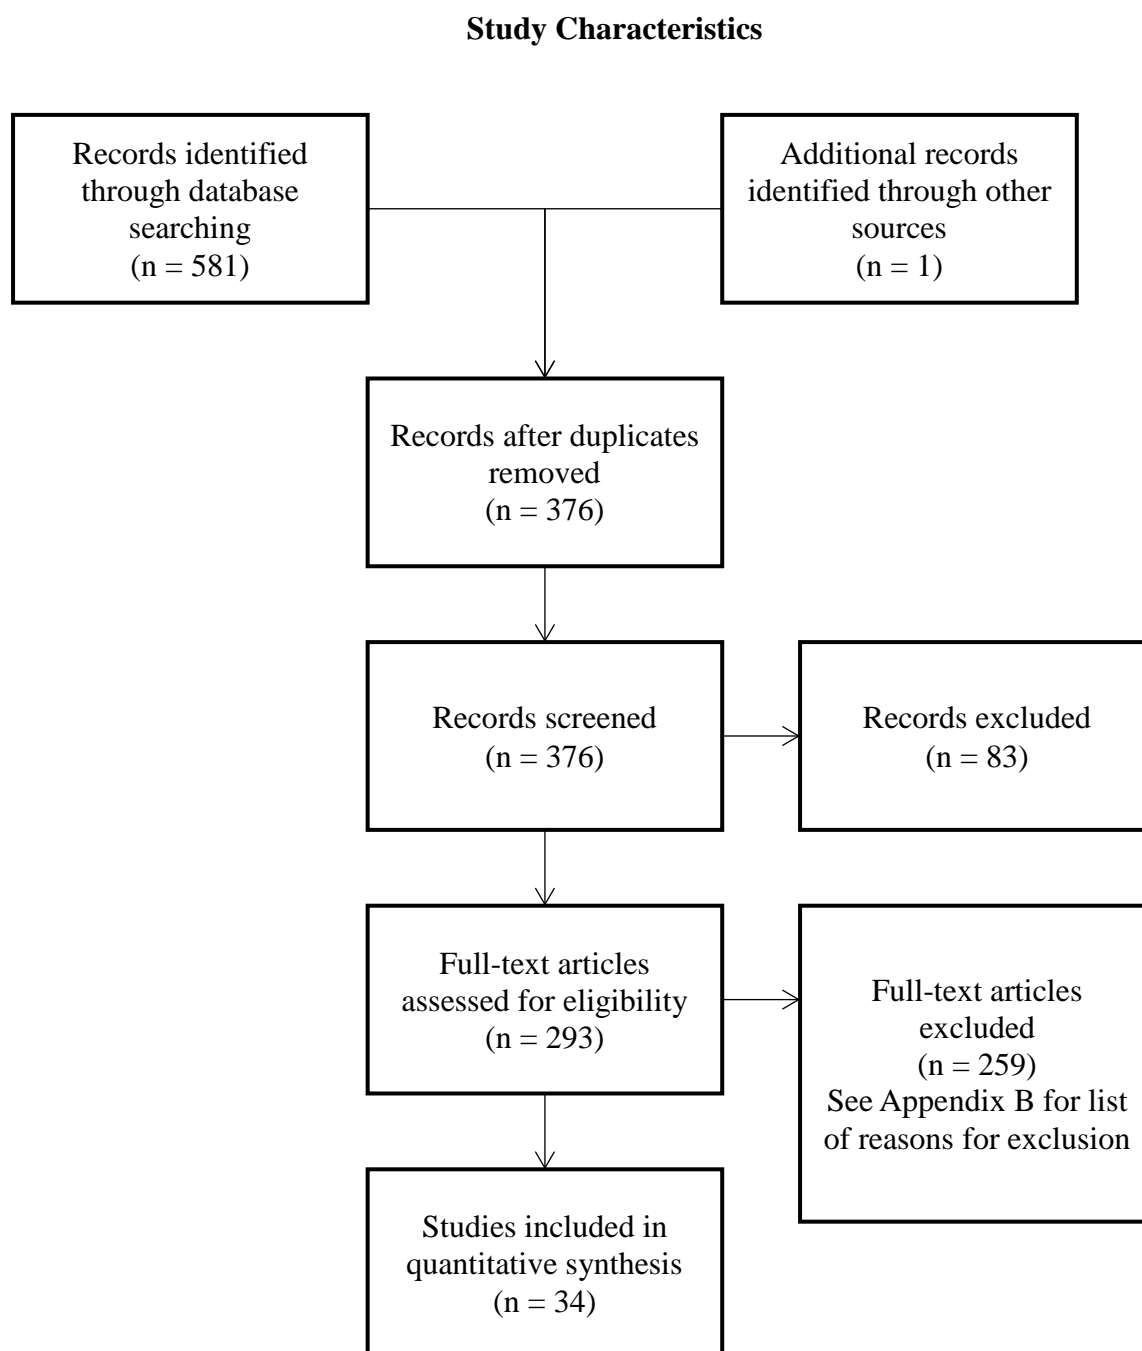 Study Characteristics
Records identified
through database
searching
(n = 581)
Additional records
identified through other
sources
(n = 1)
Records after duplicates
removed
(n = 376)
Records screened
(n = 376)
Records excluded
(n = 83)
Full-text articles
assessed for eligibility
(n = 293)
Full-text articles
excluded
(n = 259)
See Appendix B for list
of reasons for exclusion
Studies included in
quantitative synthesis
(n = 34)